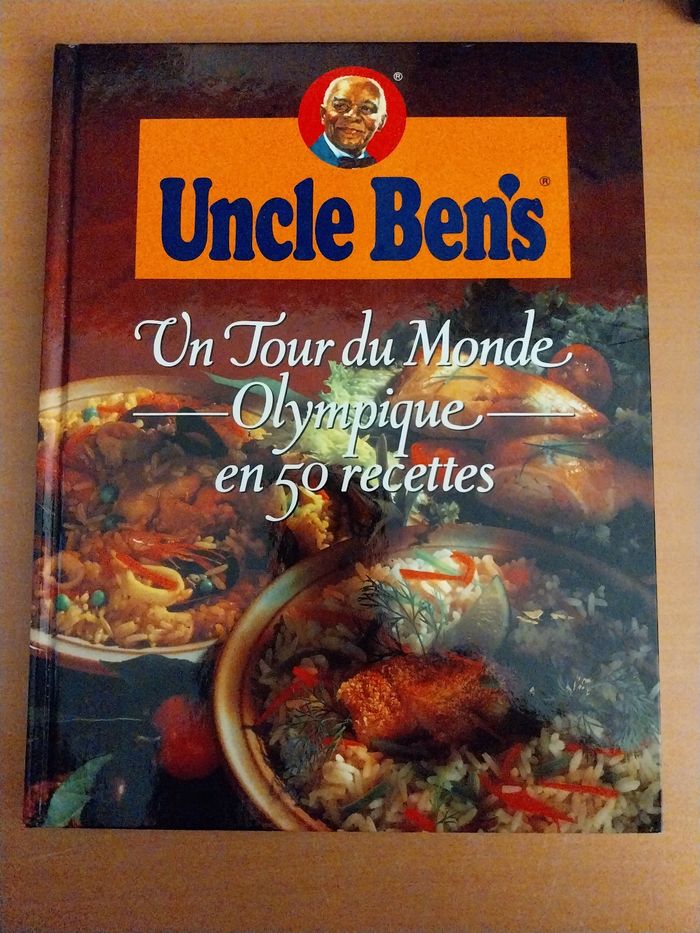 ®
Uncle Ben's®
Un Tour du Monde
Olympique
en 50 recettes